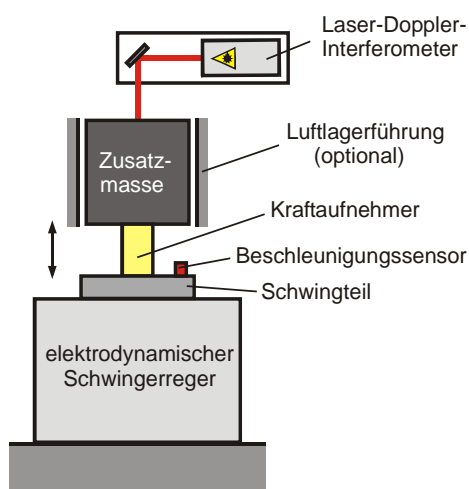 Laser-Doppler-
Interferometer
Zusatz-
masse
Luftlagerführung
(optional)
Kraftaufnehmer
Beschleunigungssensor
Schwingteil
elektrodynamischer
Schwingerreger